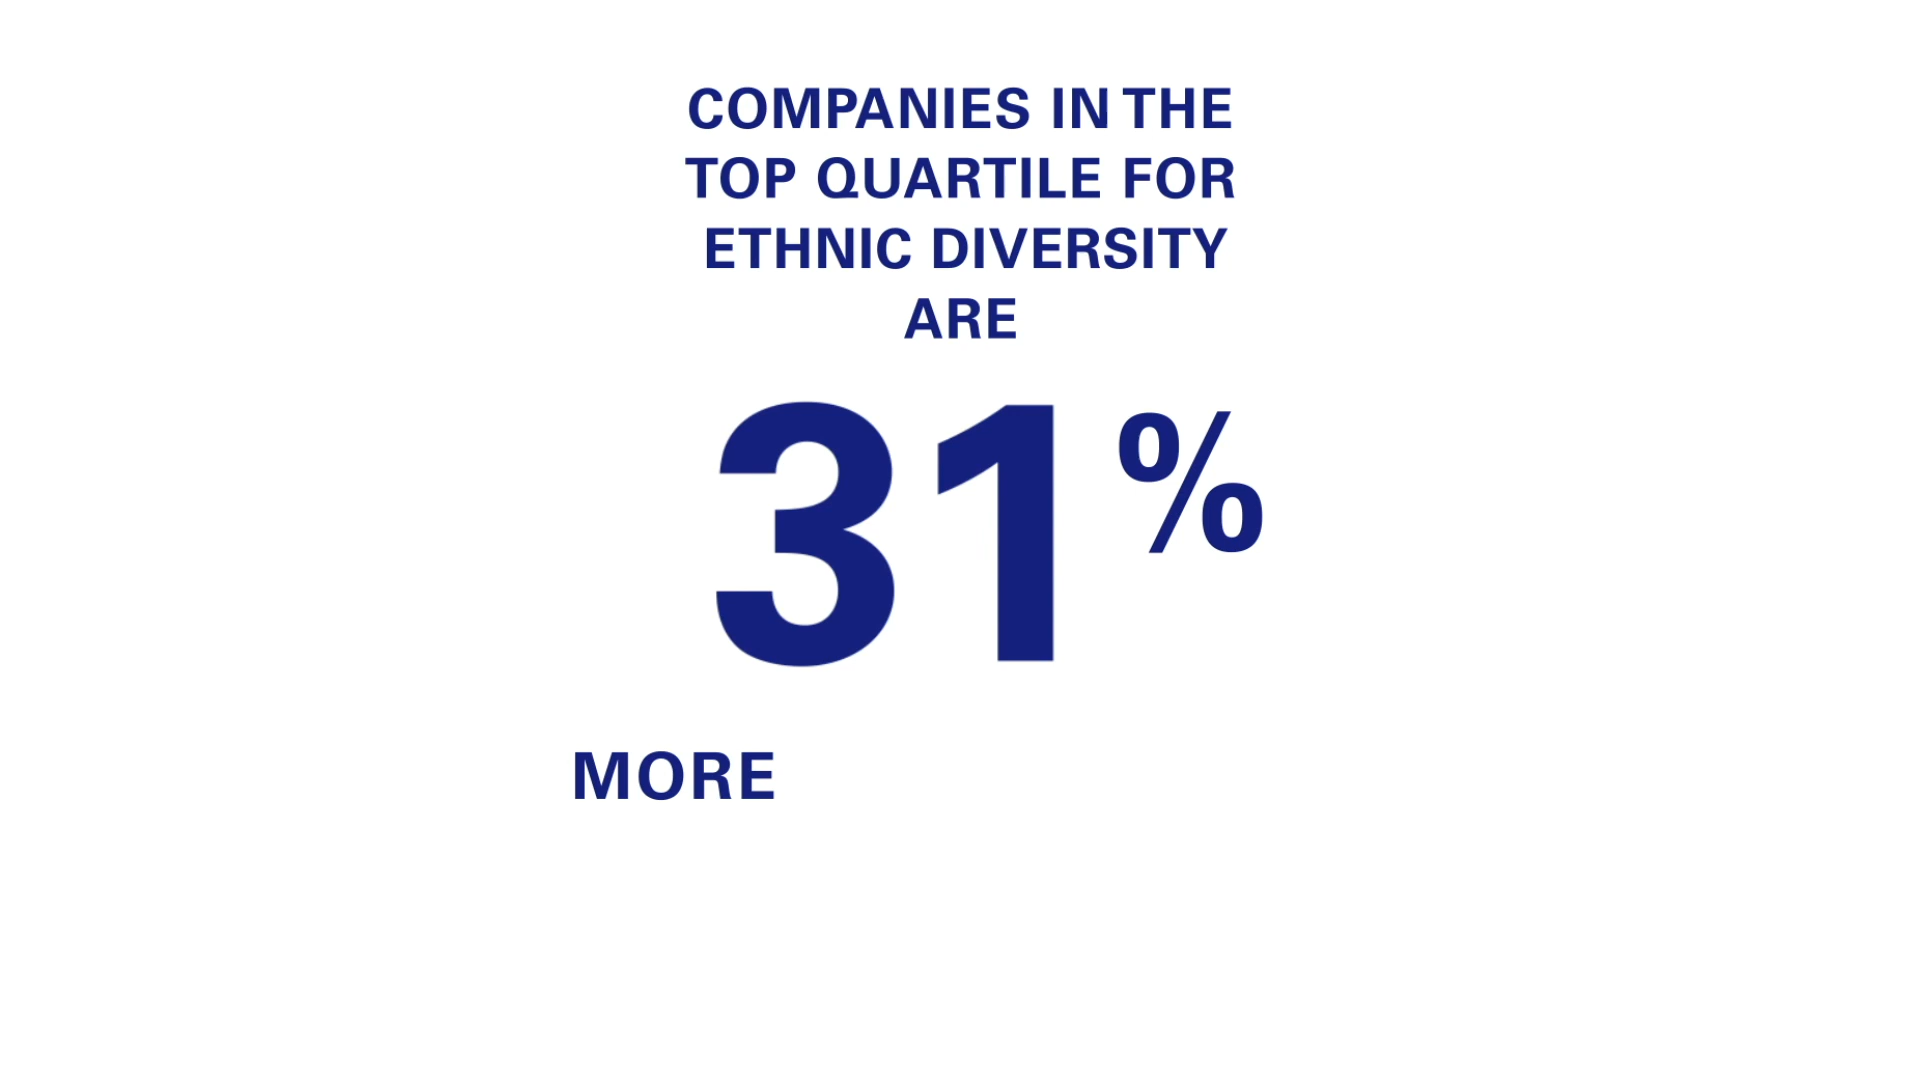 COMPANIES IN THE
TOP QUARTILE FOR
ETHNIC DIVERSITY
ARE
31%
MORE